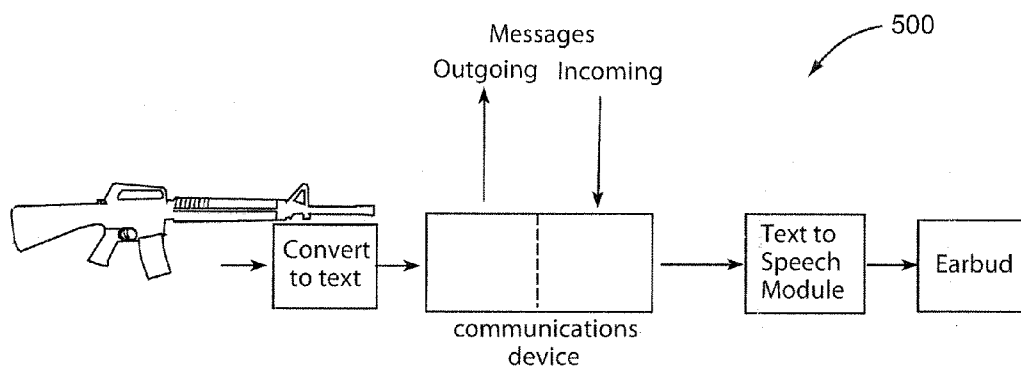 500
Messages
Outgoing Incoming
Convert
to text
communications
device
Text to
Speech
Module
Earbud